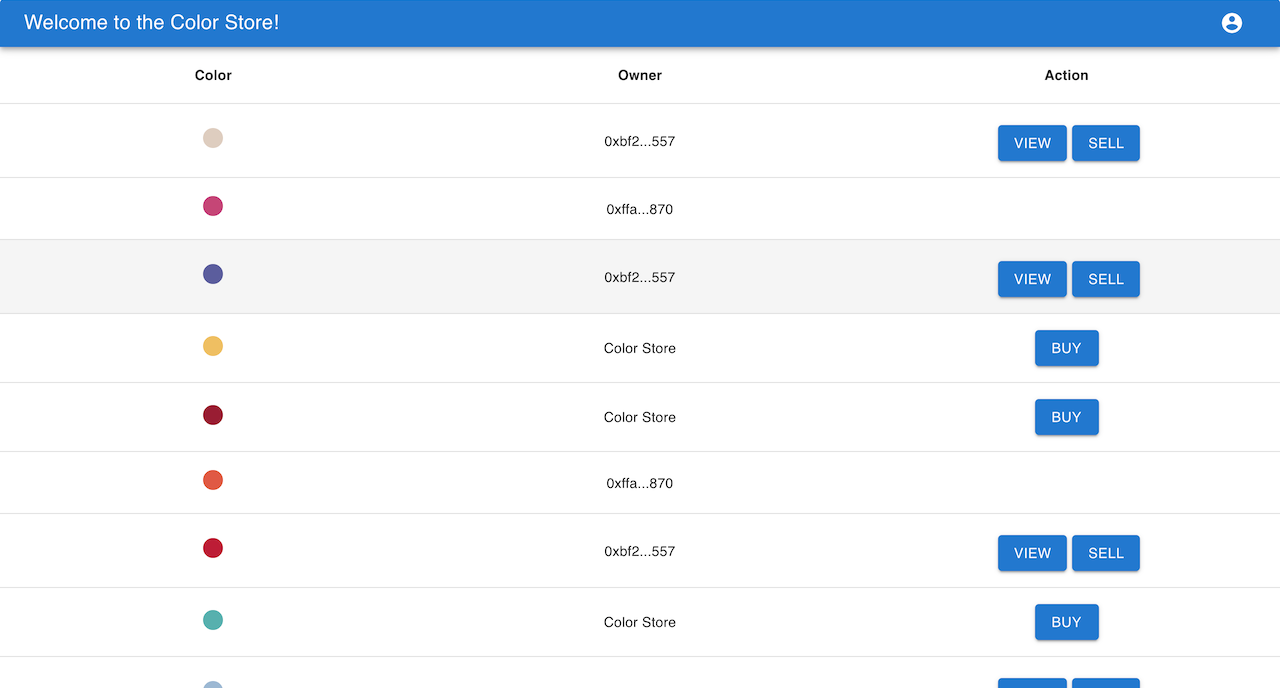 Welcome to the Color Store!
Color Owner Action
0xbf2...557 VIEW SELL
0xffa...870
0xbf2...557 VIEW SELL
Color Store BUY
Color Store BUY
0xffa...870
0xbf2...557 VIEW SELL
Color Store BUY